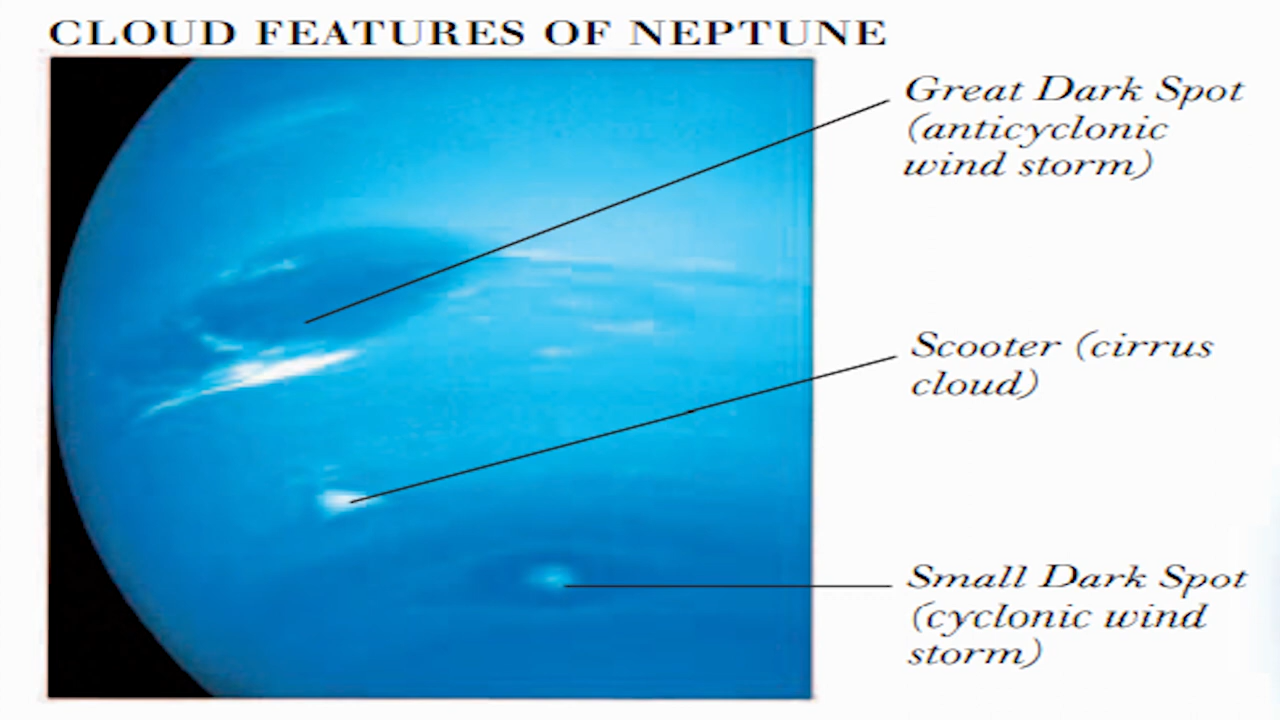 CLOUD FEATURES OF NEPTUNE
Great Dark Spot
(anticyclonic
wind storm)
Scooter (cirrus
cloud)
Small Dark Spot
(cyclonic wind
storm)